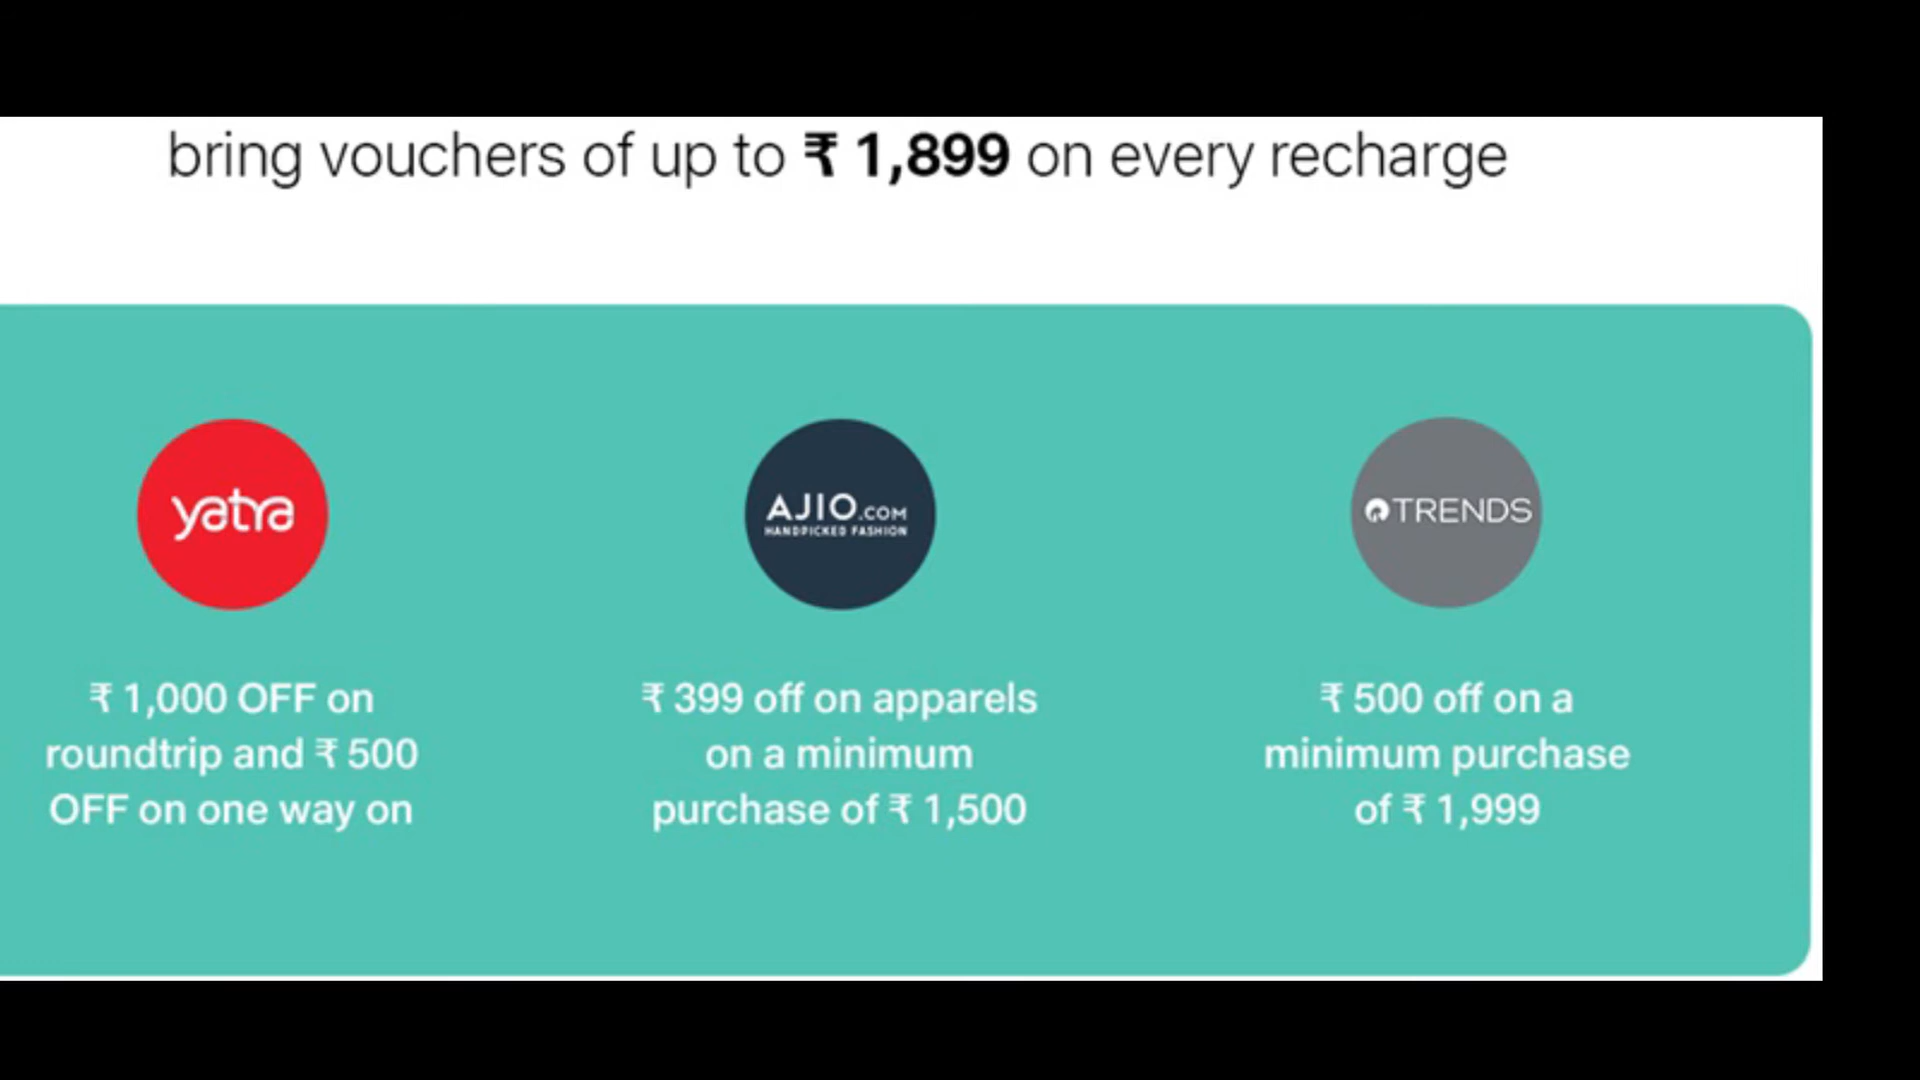 bring vouchers of up to ₹ 1,899 on every recharge
yatra
₹ 1,000 OFF on
roundtrip and ₹ 500
OFF on one way on
AJIO.COM
HANDPICKED FASHION
₹ 399 off on apparels
on a minimum
purchase of ₹ 1,500
TRENDS
₹ 500 off on a
minimum purchase
of ₹ 1,999